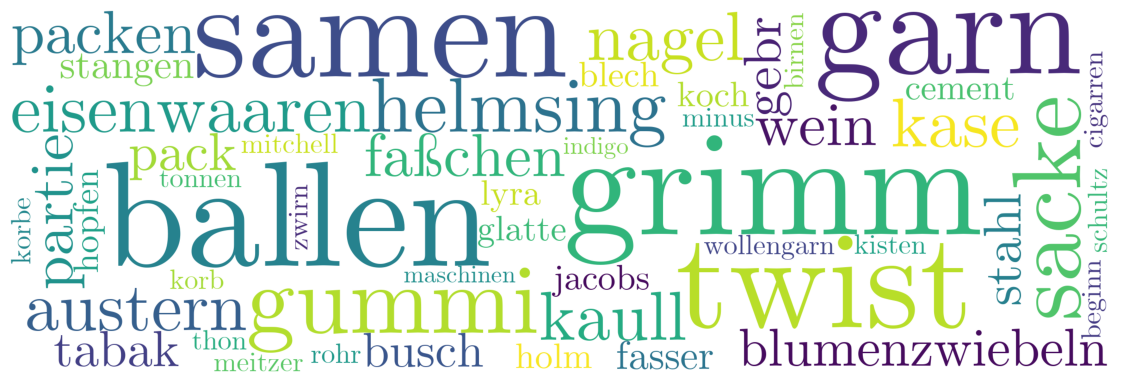 packen samen nagel gebr birnen garn
stangen blech cement cigarren
eisenwaaren helmsing koch minus wein kase
partie pack mitchell faßchen indigo sacke
korbe hopfen tonnen ballen zwirn lyra grimm schultz
glatte wollengarn kisten stahl
korb maschinen jacobs twist beginn
austern gummi kaull
tabak thon meitzer rohr busch holm fasser blumenzwiebeln